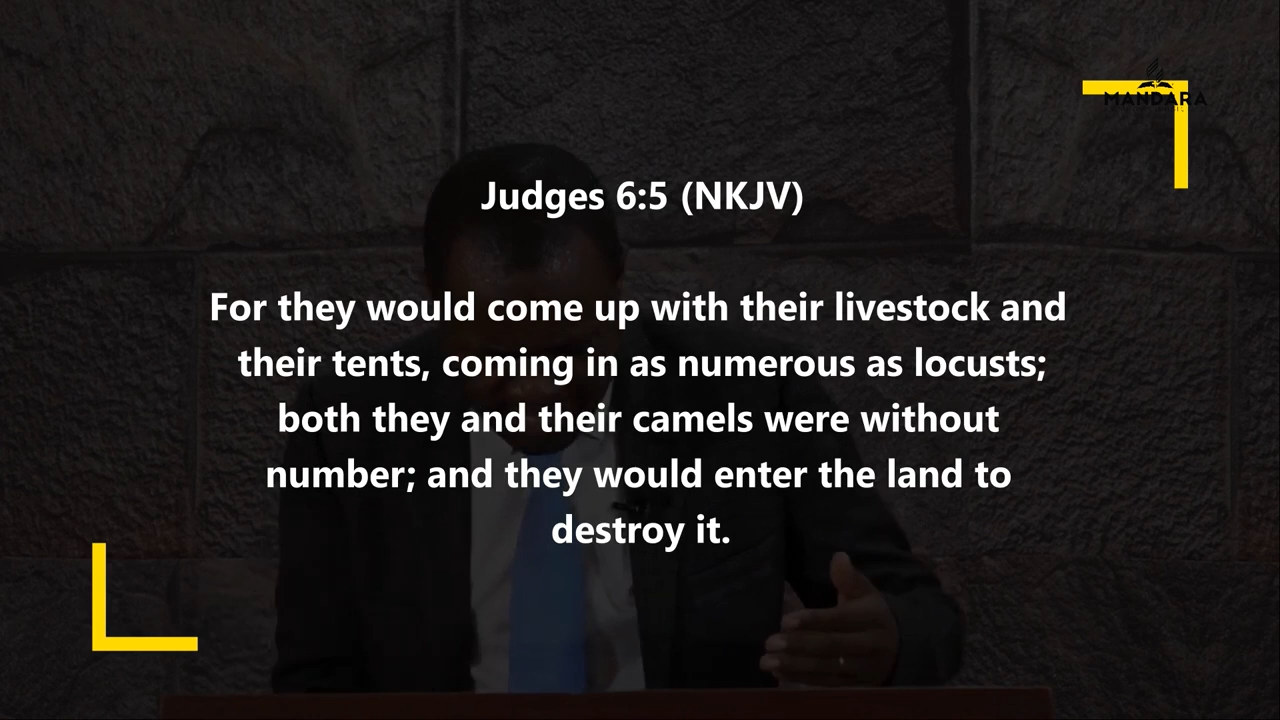 MANDARA
Judges 6:5 (NKJV)
For they would come up with their livestock and
their tents, coming in as numerous as locusts;
both they and their camels were without
number; and they would enter the land to
destroy it.